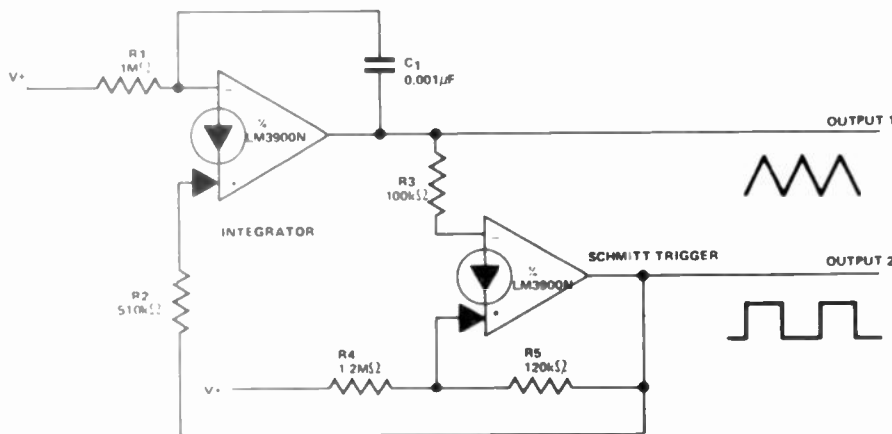 R1
1MΩ
V+
C1
0.001μF
-
¼
LM3900N
+
OUTPUT 1
R3
100kΩ
INTEGRATOR
-
SCHMITT TRIGGER
OUTPUT 2
¼
LM3900N
+
R2
510kΩ
R4
1.2MΩ
R5
120kΩ
V+